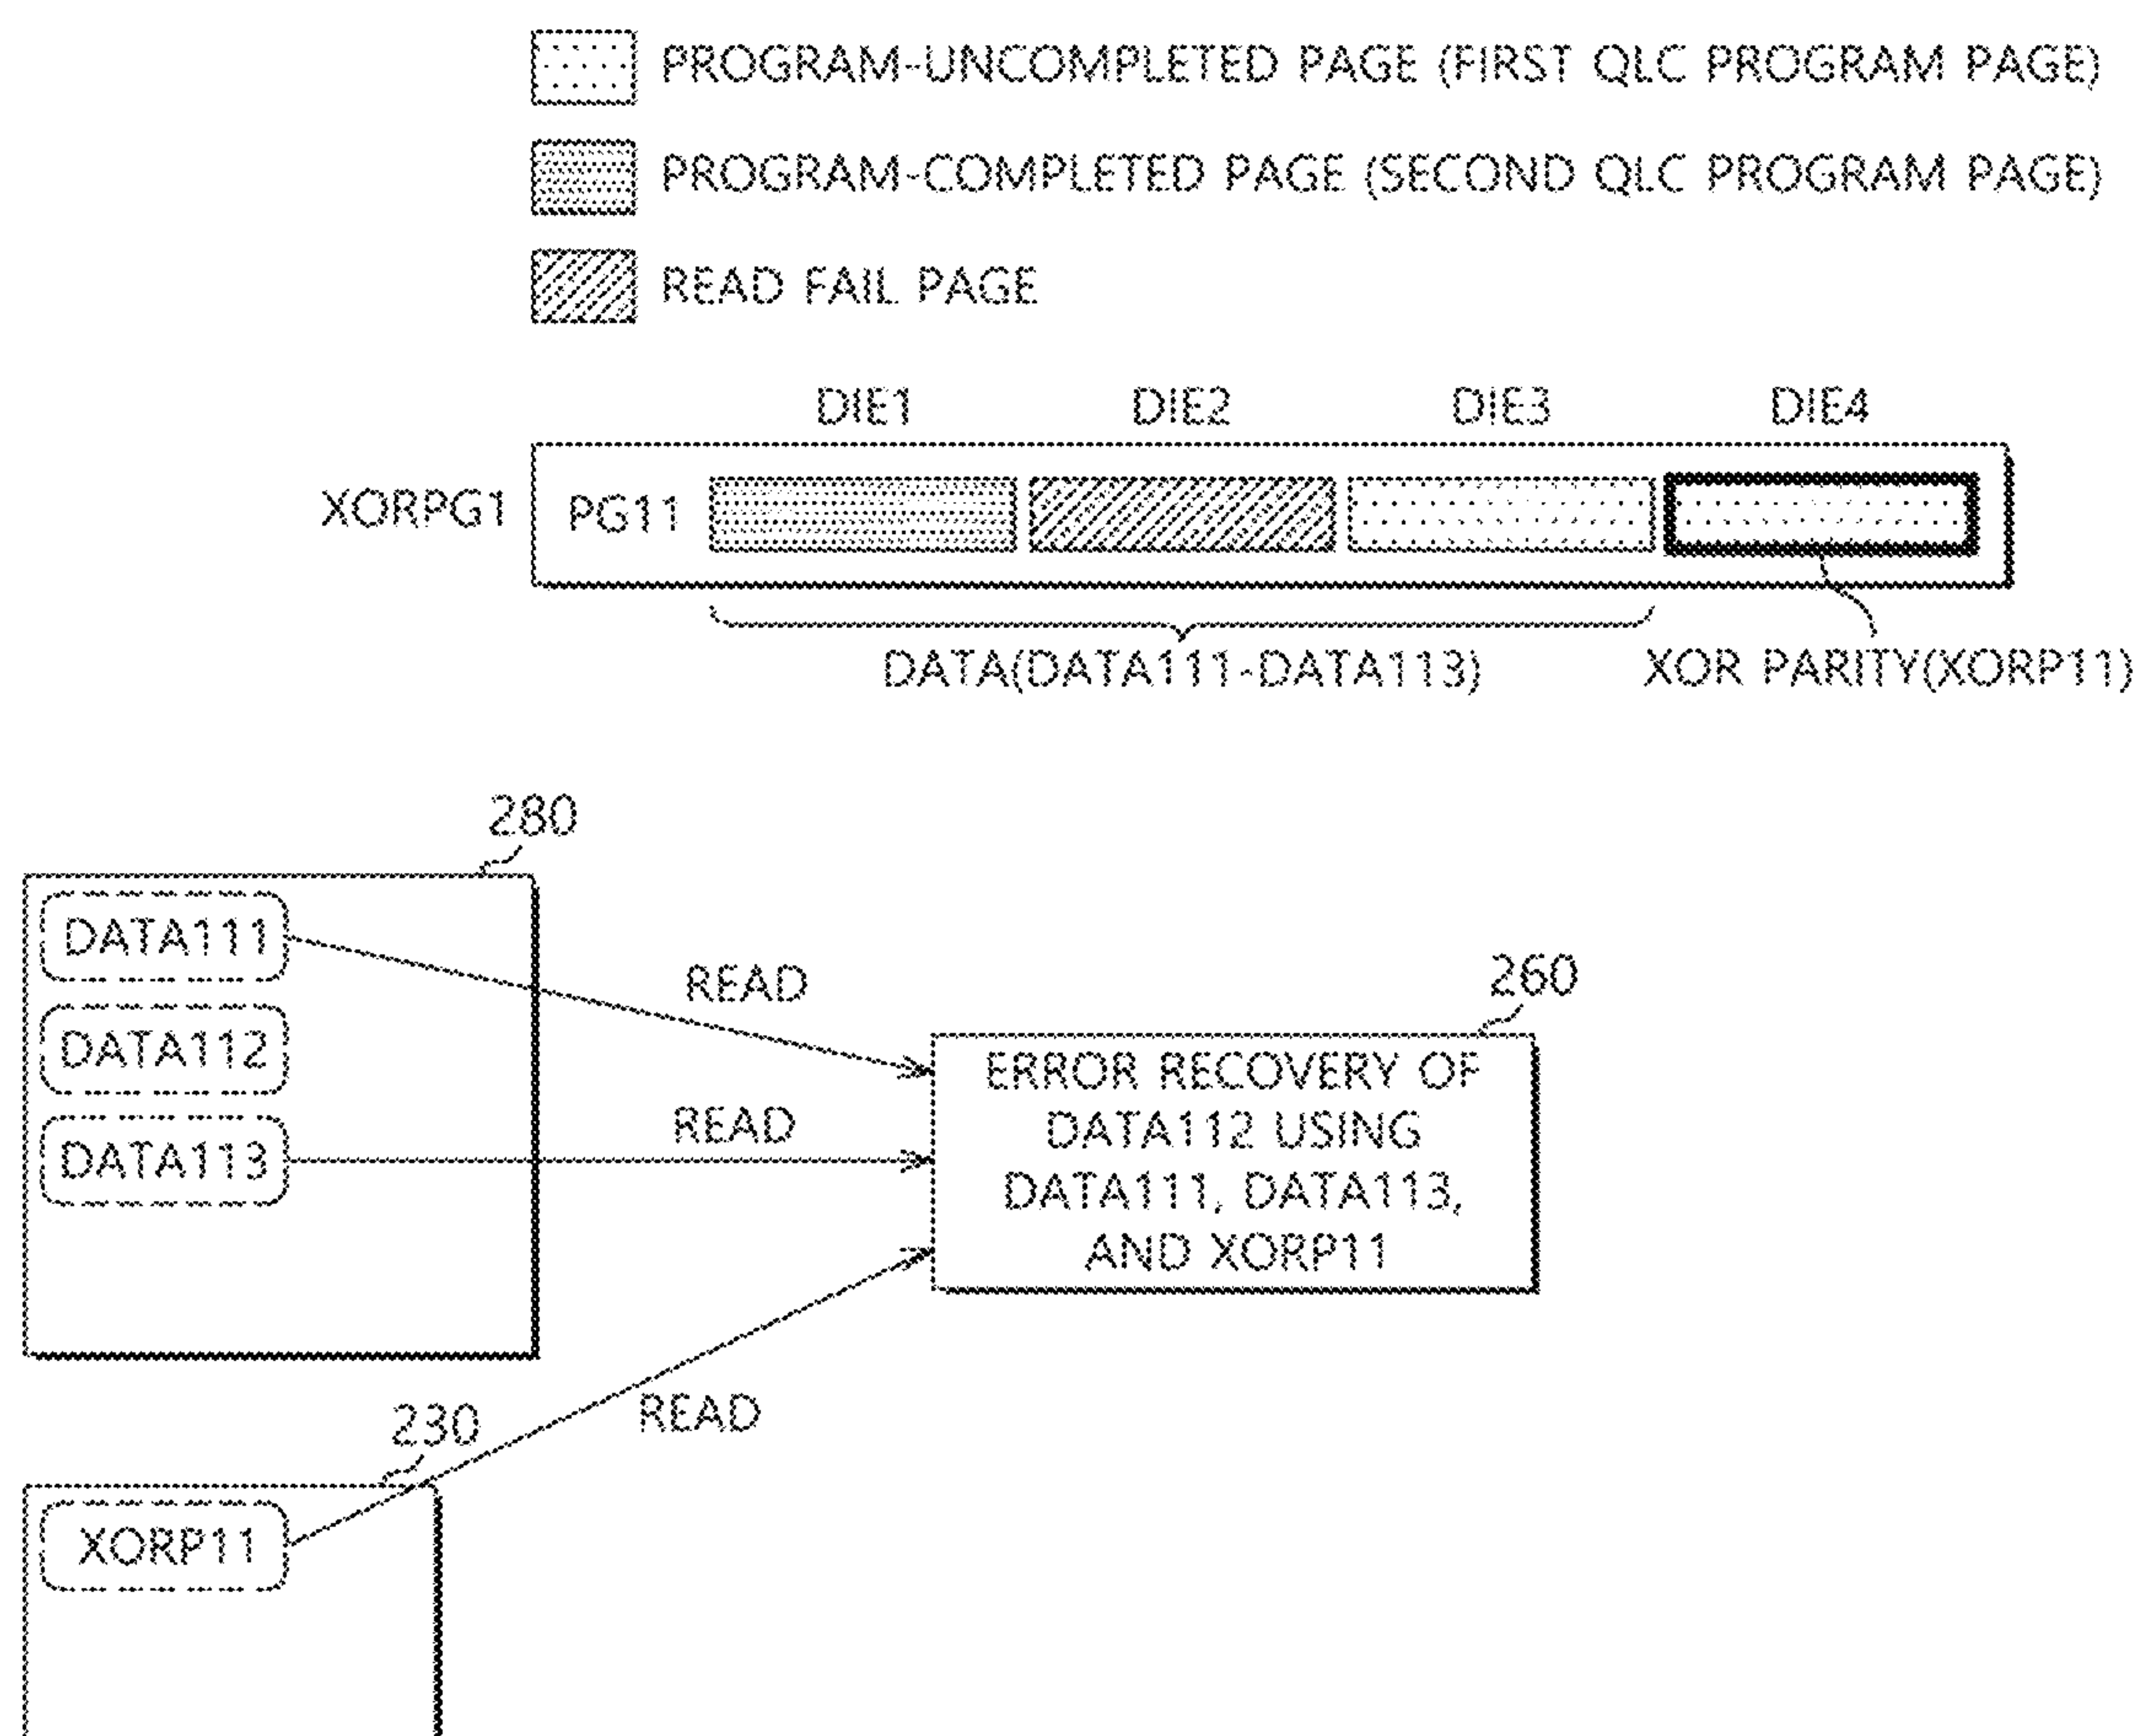 PROGRAM-UNCOMPLETED PAGE (FIRST QLC PROGRAM PAGE)
PROGRAM-COMPLETED PAGE (SECOND QLC PROGRAM PAGE)
READ FAIL PAGE
DIE1 DIE2 DIE3 DIE4
XORPG1 PG11
DATA(DATA111-DATA113) XOR PARITY(XORP11)
280
DATA111
DATA112
DATA113
READ
READ
READ
260
ERROR RECOVERY OF
DATA112 USING
DATA111, DATA113,
AND XORP11
230
XORP11